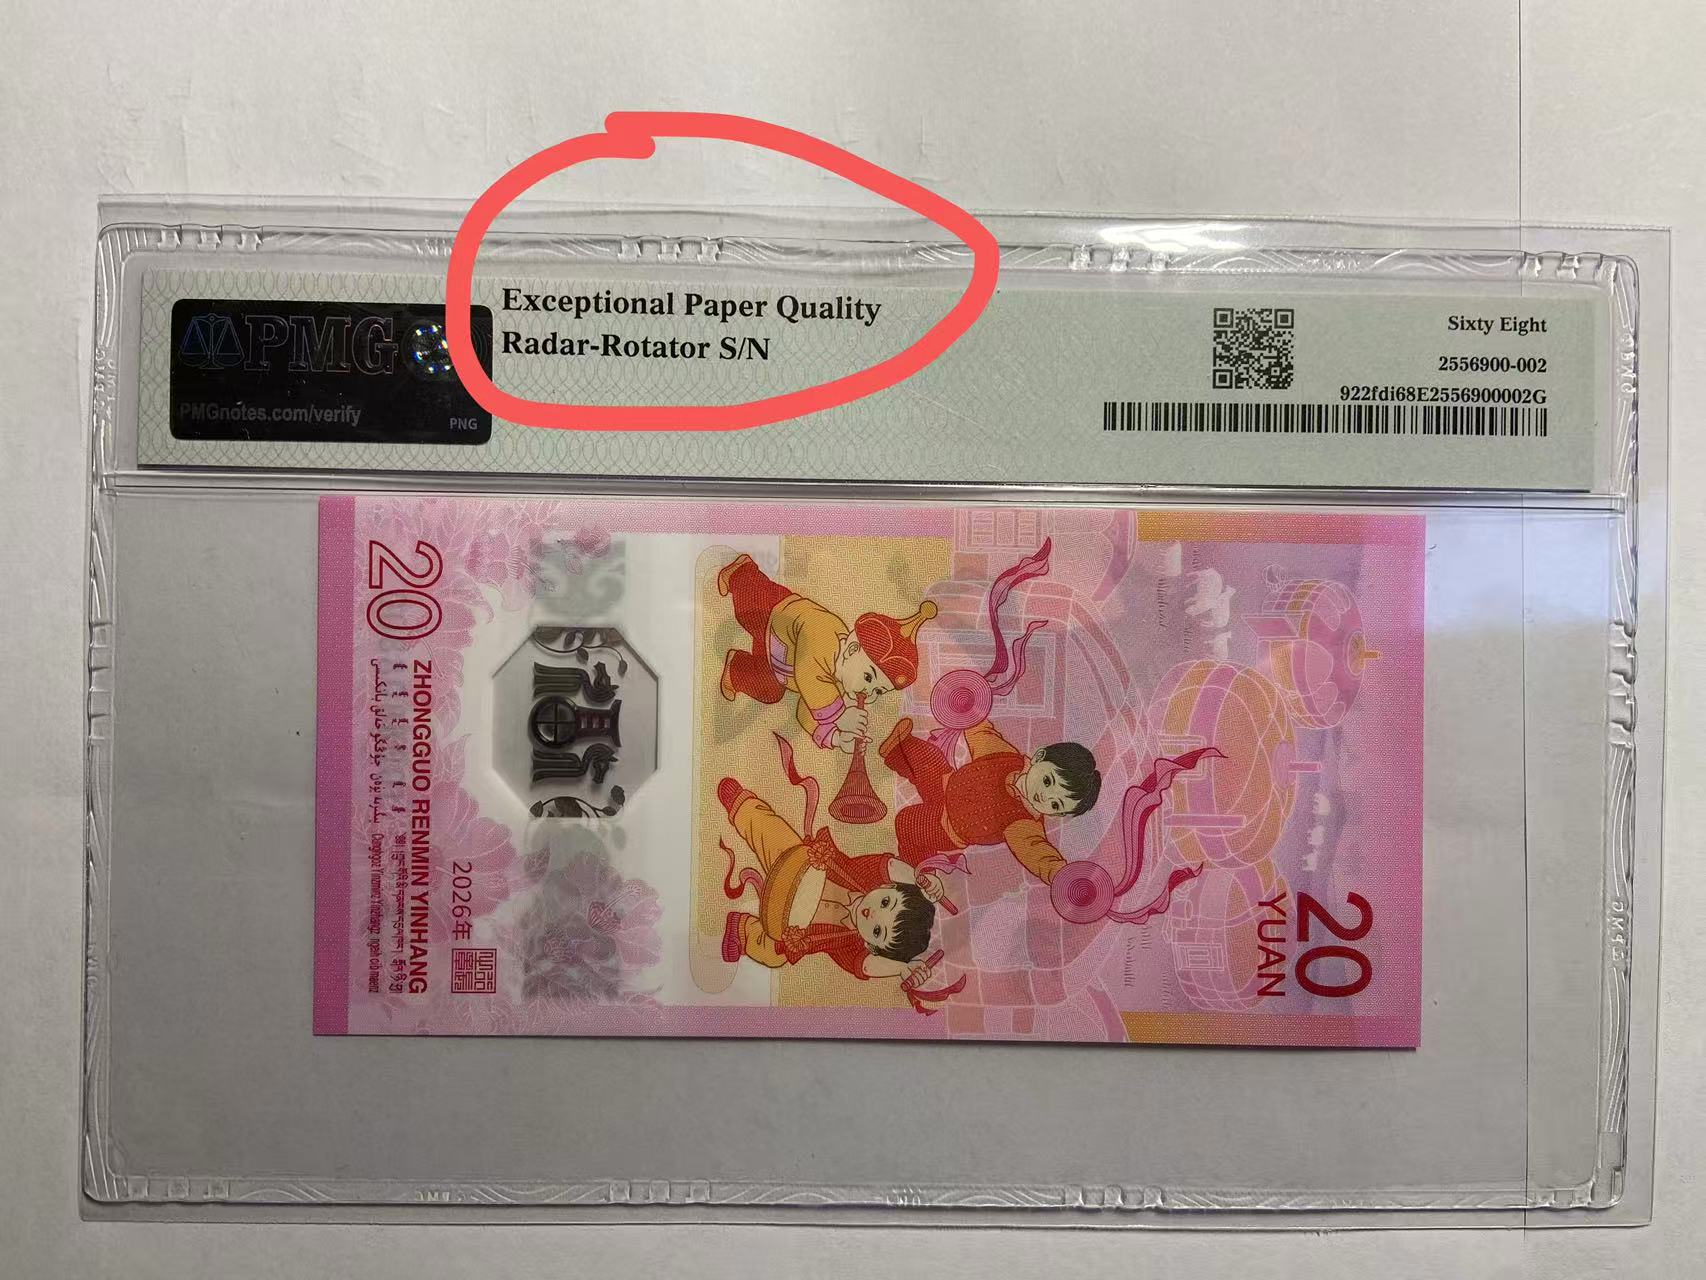 Exceptional Paper Quality
Radar-Rotator S/N
PMG
PMGnotes.com/verify
PNG
Sixty Eight
2556900-002
922fdi68E2556900002G
20
ZHONGGUO RENMIN YINHANG
2026年
20
YUAN